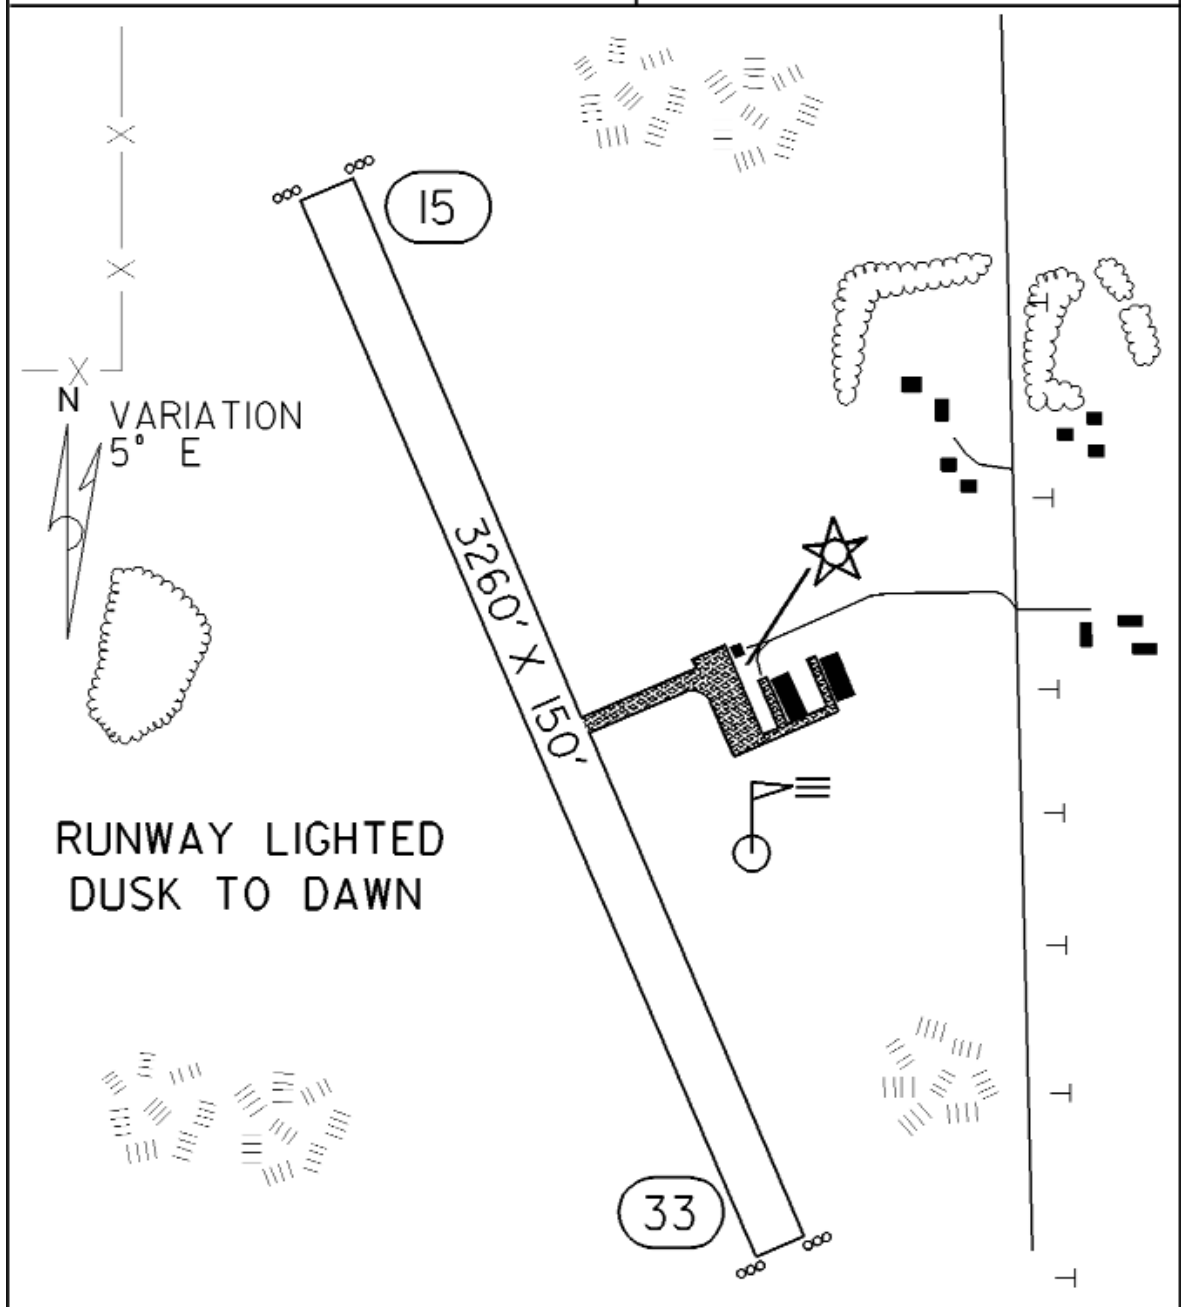 15
N
VARIATION
5° E
3260' X 150'
RUNWAY LIGHTED
DUSK TO DAWN
33